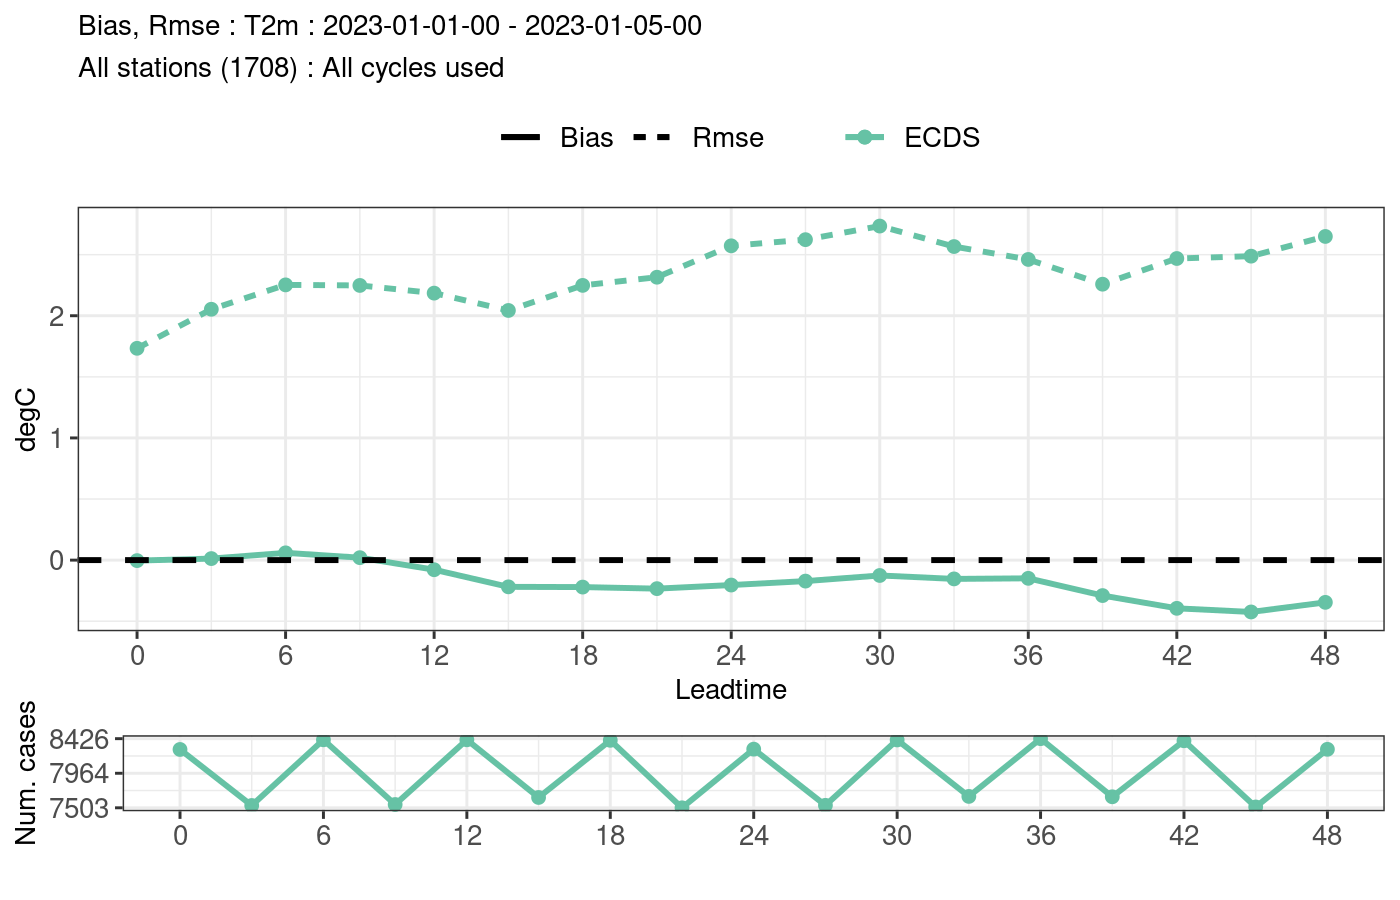 Bias, Rmse : T2m : 2023-01-01-00 - 2023-01-05-00
All stations (1708) : All cycles used
Bias Rmse ECDS
degC
2
1
0
0 6 12 18 24 30 36 42 48
Leadtime
Num. cases
8426
7964
7503
0 6 12 18 24 30 36 42 48